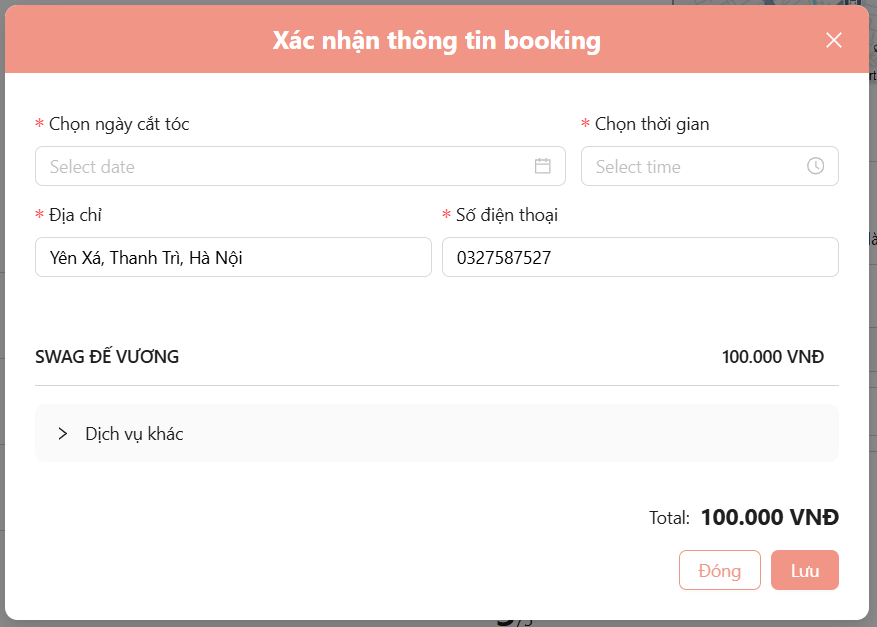 Xác nhận thông tin booking
* Chọn ngày cắt tóc
* Chọn thời gian
Select date
Select time
* Địa chỉ
* Số điện thoại
Yên Xá, Thanh Trì, Hà Nội
0327587527
SWAG ĐẾ VƯƠNG
100.000 VNĐ
Dịch vụ khác
Total: 100.000 VNĐ
Đóng
Lưu